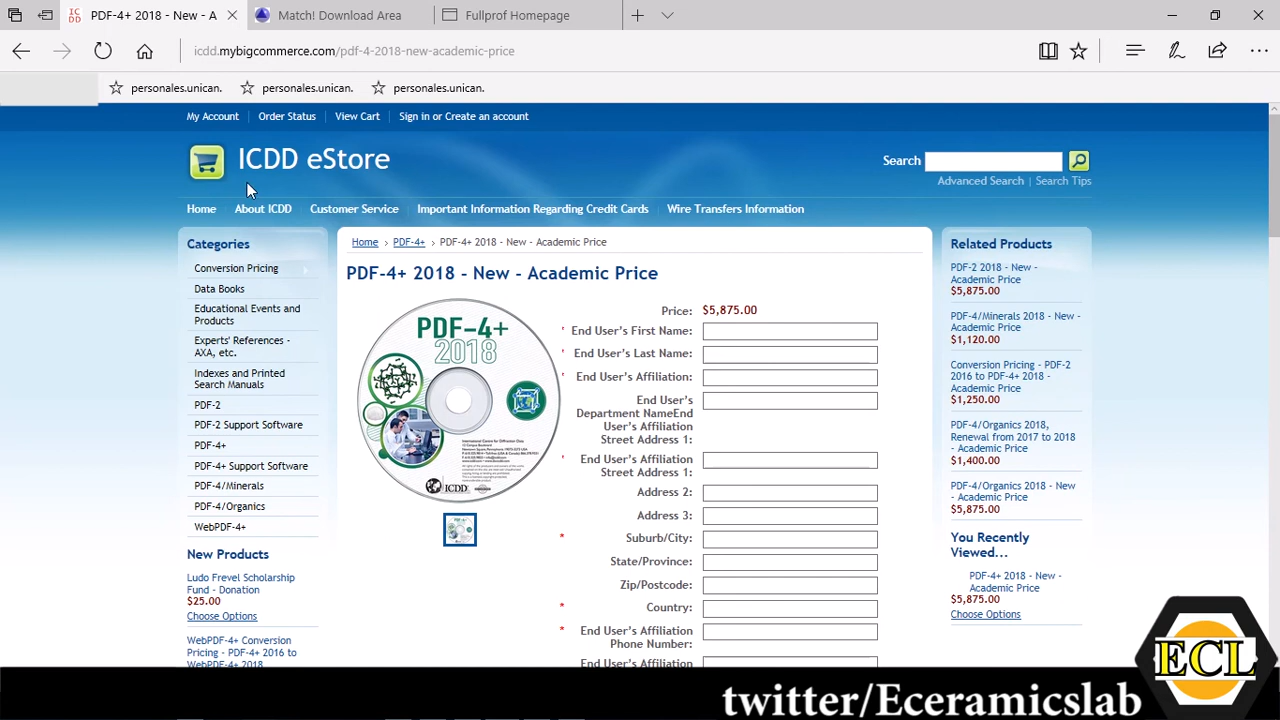 PDF-4+ 2018 - New - A
Match! Download Area
Fullprof Homepage
icdd.mybigcommerce.com/pdf-4-2018-new-academic-price
personales.unican.
personales.unican.
personales.unican.
My Account
Order Status
View Cart
Sign in or Create an account
ICDD eStore
Search
Advanced Search | Search Tips
Home
About ICDD
Customer Service
Important Information Regarding Credit Cards
Wire Transfers Information
Categories
Conversion Pricing
Data Books
Educational Events and
Products
Experts' References -
AXA, etc.
Indexes and Printed
Search Manuals
PDF-2
PDF-2 Support Software
PDF-4+
PDF-4+ Support Software
PDF-4/Minerals
PDF-4/Organics
WebPDF-4+
New Products
Ludo Frevel Scholarship
Fund - Donation
$25.00
Choose Options
WebPDF-4+ Conversion
Pricing - PDF-4+ 2016 to
WebPDF-4+ 2018
Home
PDF-4+
PDF-4+ 2018 - New - Academic Price
PDF-4+ 2018 - New - Academic Price
PDF-4+
2018
ICDD
Price: $5,875.00
* End User's First Name:
* End User's Last Name:
* End User's Affiliation:
End User's
Department NameEnd
User's Affiliation
Street Address 1:
* End User's Affiliation
Street Address 1:
Address 2:
Address 3:
* Suburb/City:
State/Province:
Zip/Postcode:
* Country:
* End User's Affiliation
Phone Number:
End User's Affiliation
Related Products
PDF-2 2018 - New -
Academic Price
$5,875.00
PDF-4/Minerals 2018 - New -
Academic Price
$1,120.00
Conversion Pricing - PDF-2
2016 to PDF-4+ 2018 -
Academic Price
$1,250.00
PDF-4/Organics 2018,
Renewal from 2017 to 2018
- Academic Price
$1,400.00
PDF-4/Organics 2018 - New
- Academic Price
$5,875.00
You Recently
Viewed...
PDF-4+ 2018 - New -
Academic Price
$5,875.00
Choose Options
ECL
twitter/Eceramicslab